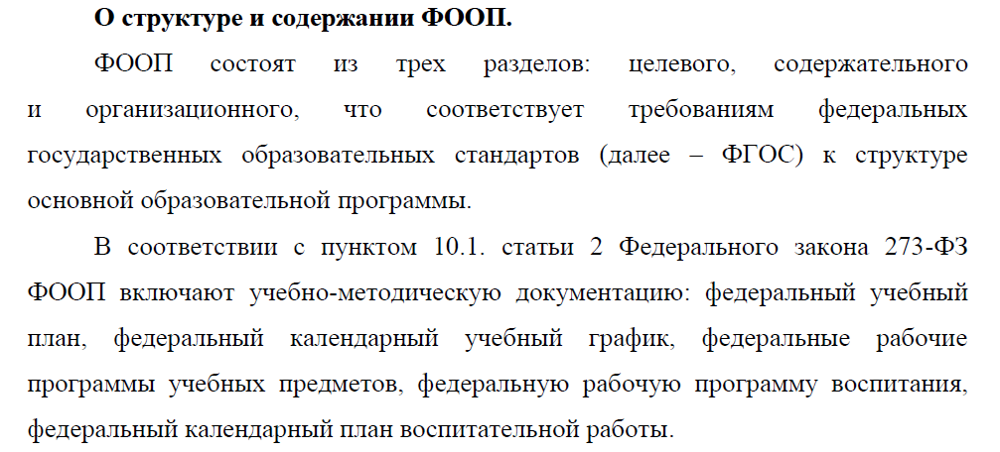 О структуре и содержании ФООП.
ФООП состоят из трех разделов: целевого, содержательного
и организационного, что соответствует требованиям федеральных
государственных образовательных стандартов (далее – ФГОС) к структуре
основной образовательной программы.
В соответствии с пунктом 10.1. статьи 2 Федерального закона 273-ФЗ
ФООП включают учебно-методическую документацию: федеральный учебный
план, федеральный календарный учебный график, федеральные рабочие
программы учебных предметов, федеральную рабочую программу воспитания,
федеральный календарный план воспитательной работы.